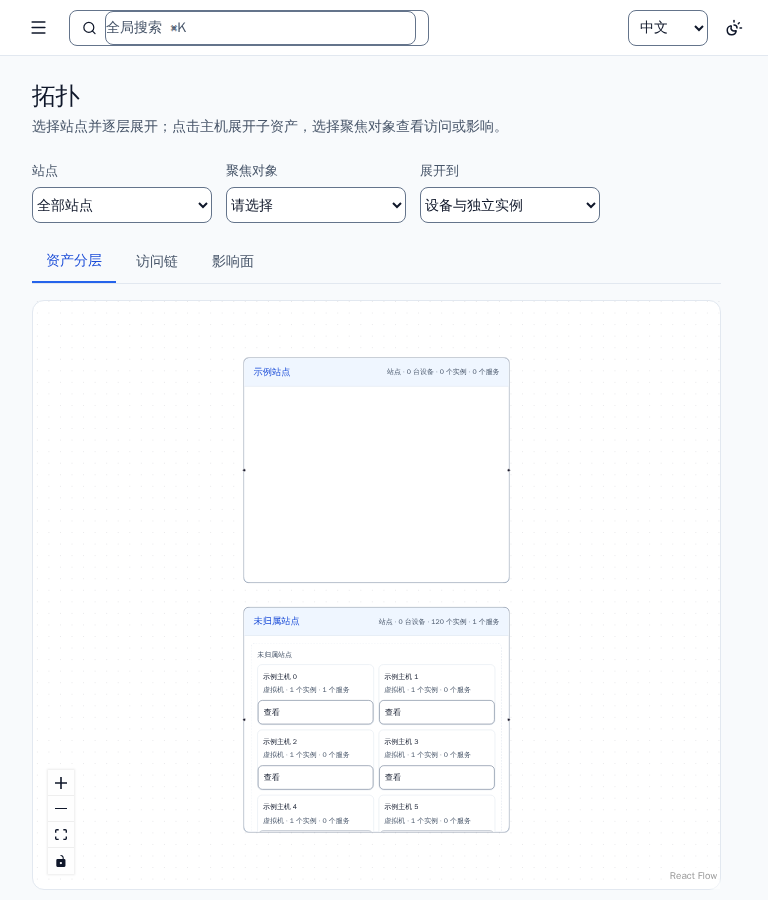 全局搜索 ⌘K
中文
拓扑
选择站点并逐层展开；点击主机展开子资产，选择聚焦对象查看访问或影响。
站点 聚焦对象 展开到
全部站点 请选择 设备与独立实例
资产分层 访问链 影响面
示例站点 站点 · 0 台设备 · 0 个实例 · 0 个服务
未归属站点 站点 · 0 台设备 · 120 个实例 · 1 个服务
未归属站点
示例主机 0 示例主机 1
虚拟机 · 1 个实例 · 1 个服务 虚拟机 · 1 个实例 · 0 个服务
查看 查看
示例主机 2 示例主机 3
虚拟机 · 1 个实例 · 0 个服务 虚拟机 · 1 个实例 · 0 个服务
查看 查看
示例主机 4 示例主机 5
虚拟机 · 1 个实例 · 0 个服务 虚拟机 · 1 个实例 · 0 个服务
React Flow